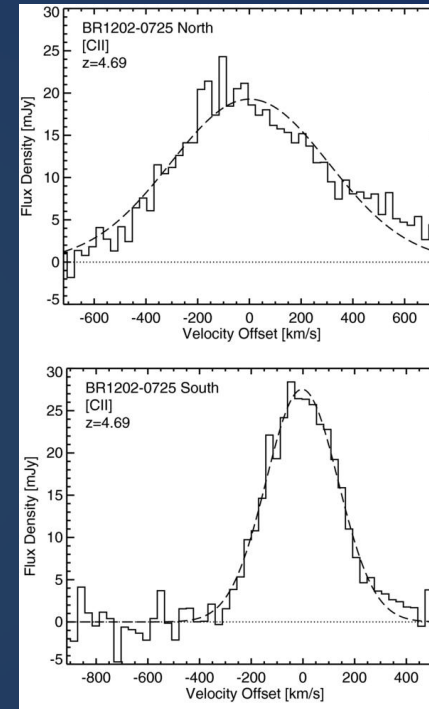 30
25
20
15
10
5
0
-5
Flux Density [mJy]
BR1202-0725 North
[CII]
z=4.69
-600 -400 -200 0 200 400 600
Velocity Offset [km/s]
30
25
20
15
10
5
0
-5
Flux Density [mJy]
BR1202-0725 South
[CII]
z=4.69
-800 -600 -400 -200 0 200 400
Velocity Offset [km/s]